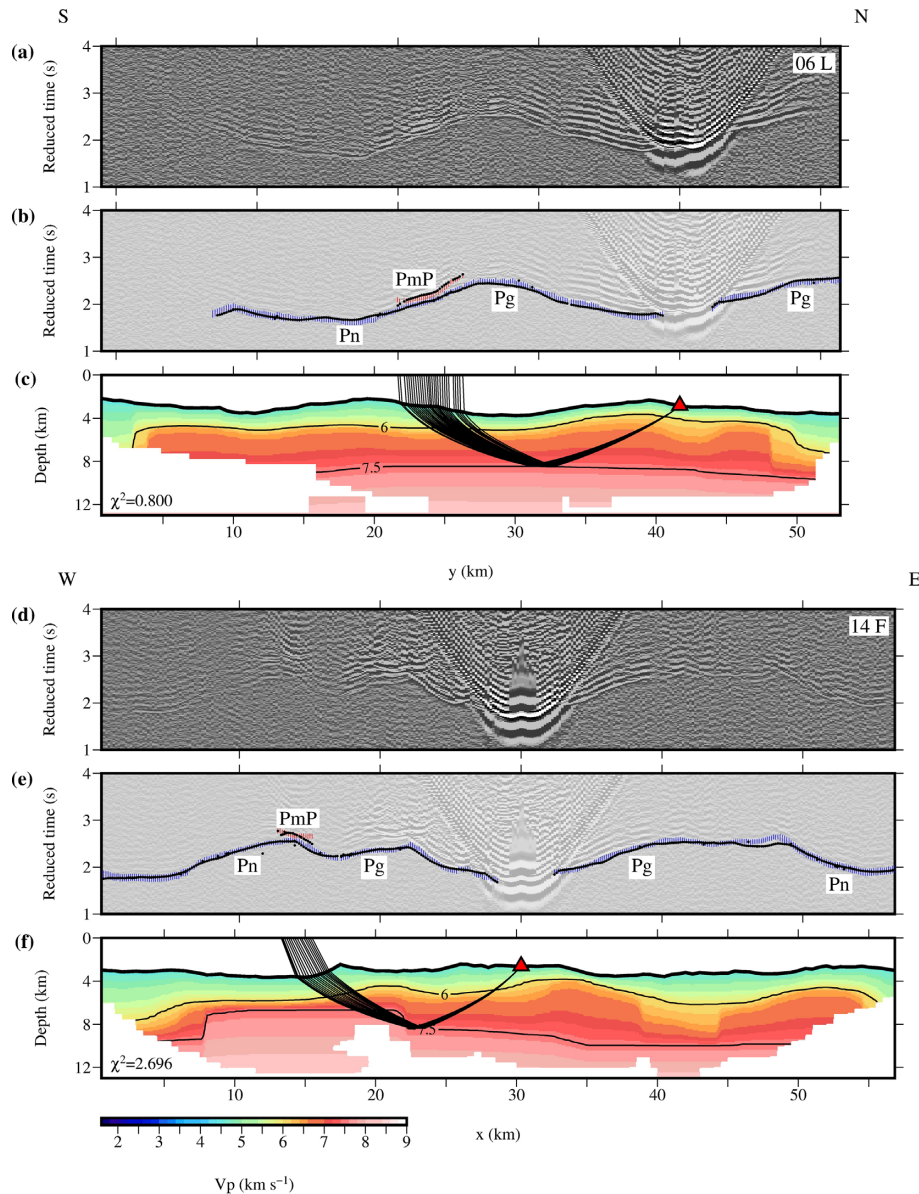 S N
(a)
Reduced time (s)
4
3
2
1
06 L
(b)
Reduced time (s)
4
3
2
1
PmP
Pg
Pn
Pg
(c)
Depth (km)
0
4
8
12
6
7.5
χ²=0.800
10 20 30 40 50
y (km)
W E
(d)
Reduced time (s)
4
3
2
1
14 F
(e)
Reduced time (s)
4
3
2
1
PmP
Pn Pg Pg Pn
(f)
Depth (km)
0
4
8
12
6
7.5
χ²=2.696
10 20 30 40 50
x (km)
2 3 4 5 6 7 8 9
Vp (km s⁻¹)